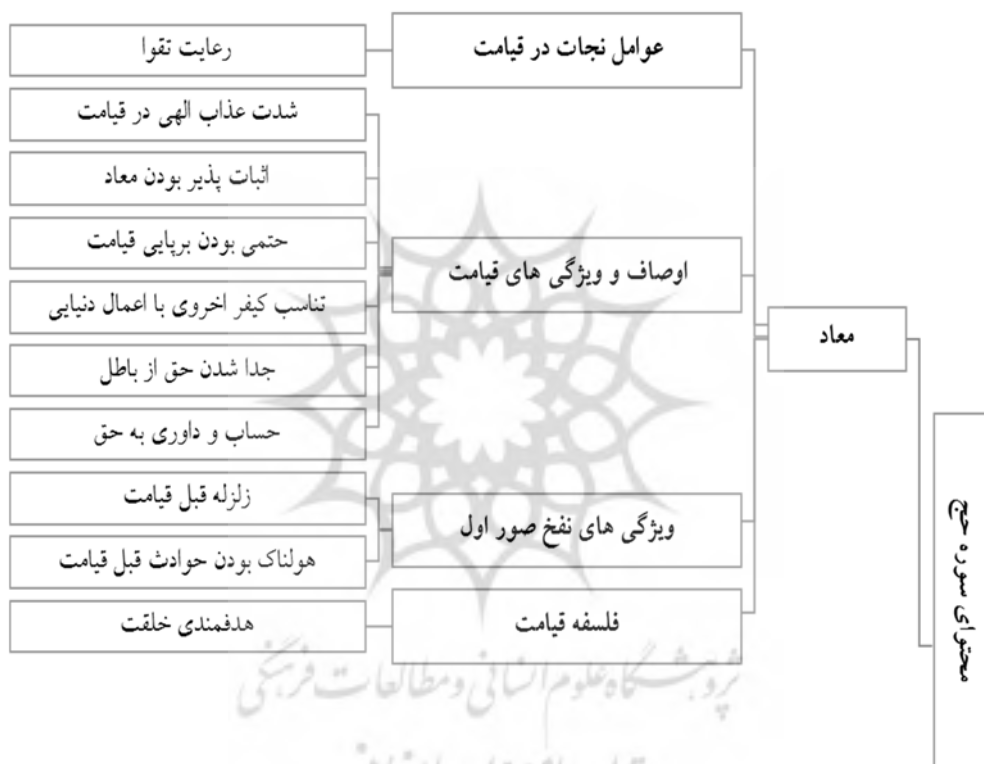 محتوای سوره حج
معاد
عوامل نجات در قیامت
رعایت تقوا
اوصاف و ویژگی های قیامت
شدت عذاب الهی در قیامت
اثبات پذیر بودن معاد
حتمی بودن برپایی قیامت
تناسب کیفر اخروی با اعمال دنیایی
جدا شدن حق از باطل
حساب و داوری به حق
ویژگی های نفخ صور اول
زلزله قبل قیامت
هولناک بودن حوادث قبل قیامت
فلسفه قیامت
هدفمندی خلقت
پژوهشگاه علوم انسانی و مطالعات فرهنگی